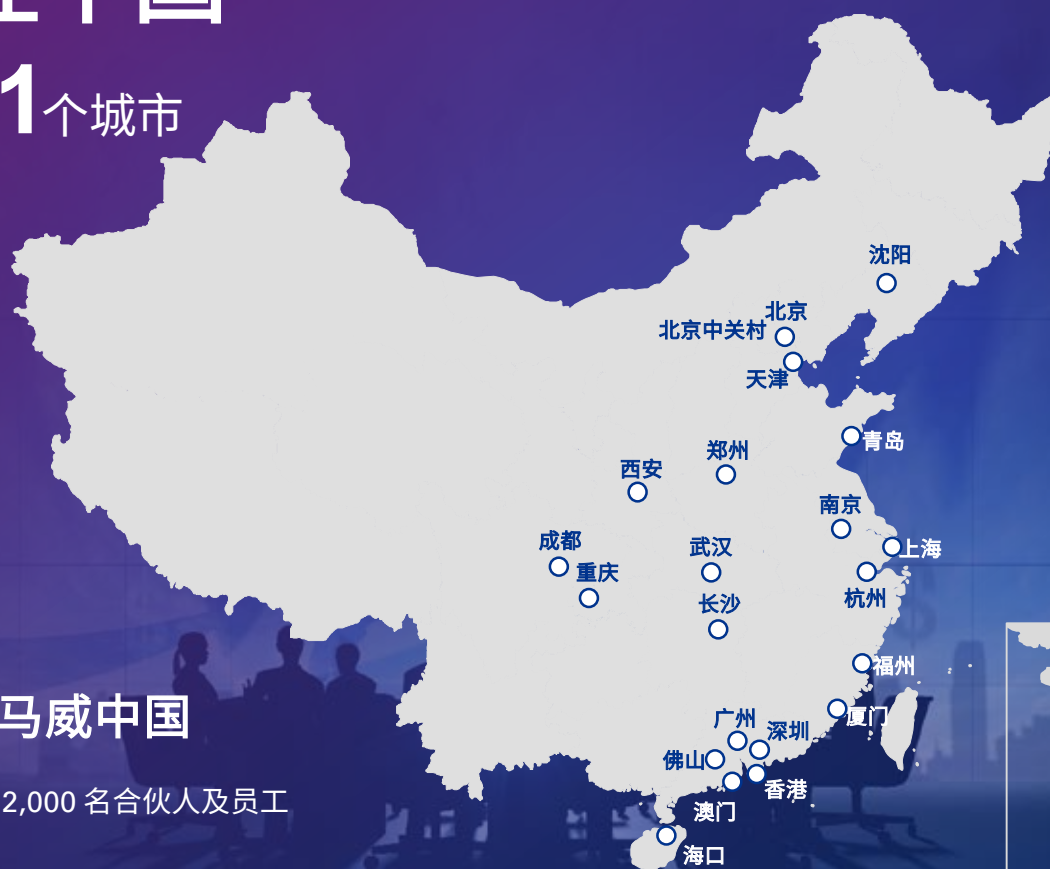 中国
1个城市
沈阳
北京
北京中关村
天津
青岛
郑州
西安
南京
成都
武汉
上海
重庆
杭州
长沙
福州
厦门
广州
深圳
佛山
香港
澳门
海口
马威中国
2,000 名合伙人及员工